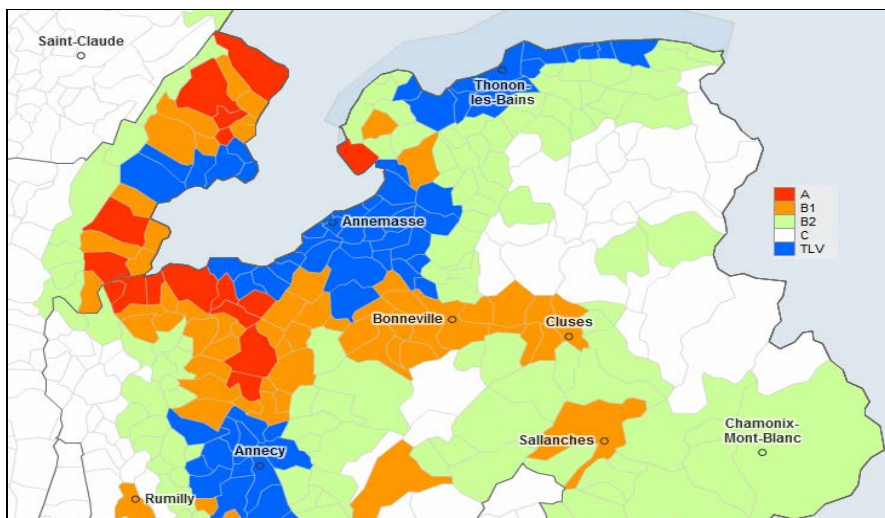 Saint-Claude
Thonon-
les-Bains
Annemasse
A
B1
B2
C
TLV
Bonneville
Cluses
Sallanches
Chamonix-
Mont-Blanc
Annecy
Rumilly